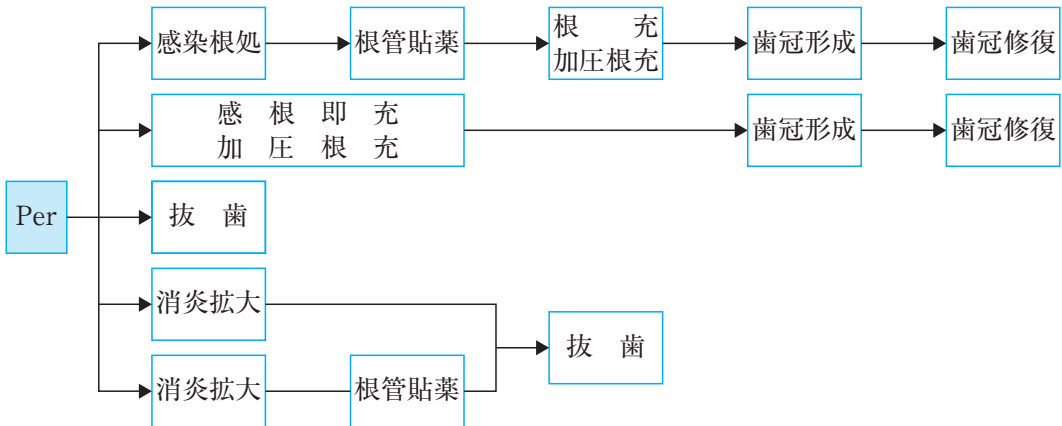 感染根処
根管貼薬
根　充
加圧根充
歯冠形成
歯冠修復
感 根 即 充
加 圧 根 充
歯冠形成
歯冠修復
Per
抜　歯
消炎拡大
抜　歯
消炎拡大
根管貼薬